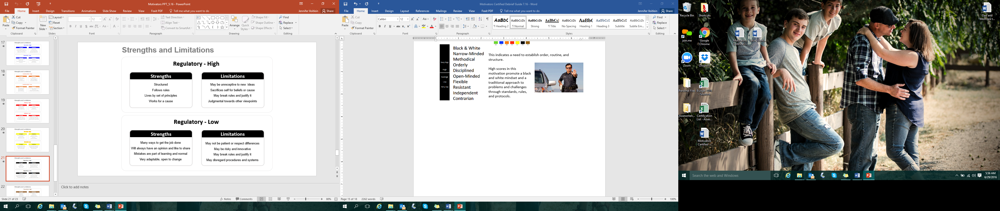 Motivators PPT_5.16 - PowerPoint
File Home Insert Design Transitions Animations Slide Show Review View Foxit PDF Tell me what you want to do Jennifer Voitlein Share
Paste Cut Copy Format Painter
New Slide Layout Reset Section
12
Text Direction Align Text Convert to SmartArt
Arrange Quick Styles Shape Fill Shape Outline Shape Effects
Find Replace Select
Clipboard Slides Font Paragraph Drawing Editing
17
18
19
20
21
22
Strengths and Limitations
Regulatory - High
Strengths
Structured
Follows rules
Lives by set of principles
Works for a cause
Limitations
May be unreceptive to new ideas
Sacrifices self for beliefs or cause
May break rules and justify it
Judgmental towards other viewpoints
Regulatory - Low
Strengths
Many ways to get the job done
Will always have an opinion and like to share
Mistakes are part of learning and normal
Very adaptable, open to change
Limitations
May not be patient or respect differences
May be risky and innovative
May break rules and justify it
May disregard procedures and systems
Click to add notes
Slide 21 of 23 Notes Comments 80%
Motivators Certified Debrief Guide 7.16 - Word
File Home Insert Design Layout References Mailings Review View Foxit PDF Tell me what you want to do Jennifer Voitlein Share
Paste Cut Copy Format Painter
Calibri 12
AaBbC AaBbCcDc AaBbCcDc AaBbCcI AaBbCcDc AaBb( AaBbCcI AaBbCcI AaBbCcDc
Heading 2 Normal Strong Title No Spacing Heading 1 Heading 3 Subtitle Subtle Em...
Find Replace Select
Clipboard Font Paragraph Styles Editing
Very High
High
Average
Low
Very low
Black & White
Narrow-Minded
Methodical
Orderly
Disciplined
Open-Minded
Flexible
Resistant
Independent
Contrarian
This indicates a need to establish order, routine, and
structure.
High scores in this
motivation promote a black
and white mindset and a
traditional approach to
problems and challenges
through standards, rules,
and protocols.
Page 15 of 18 2262 words 100%
Recycle Bin
Shortcuts
join.me
Google
Chrome
Zoom
Dropbox
Personal Files
Budget 2016
- Shortcut
Assessmen...
Certification
List - Asses...
Motivators
Certified ...
Motivators
Certificati...
Value_Ident...
Dad and
Mom are t...
Search the web and Windows
5:56 AM
6/29/2016